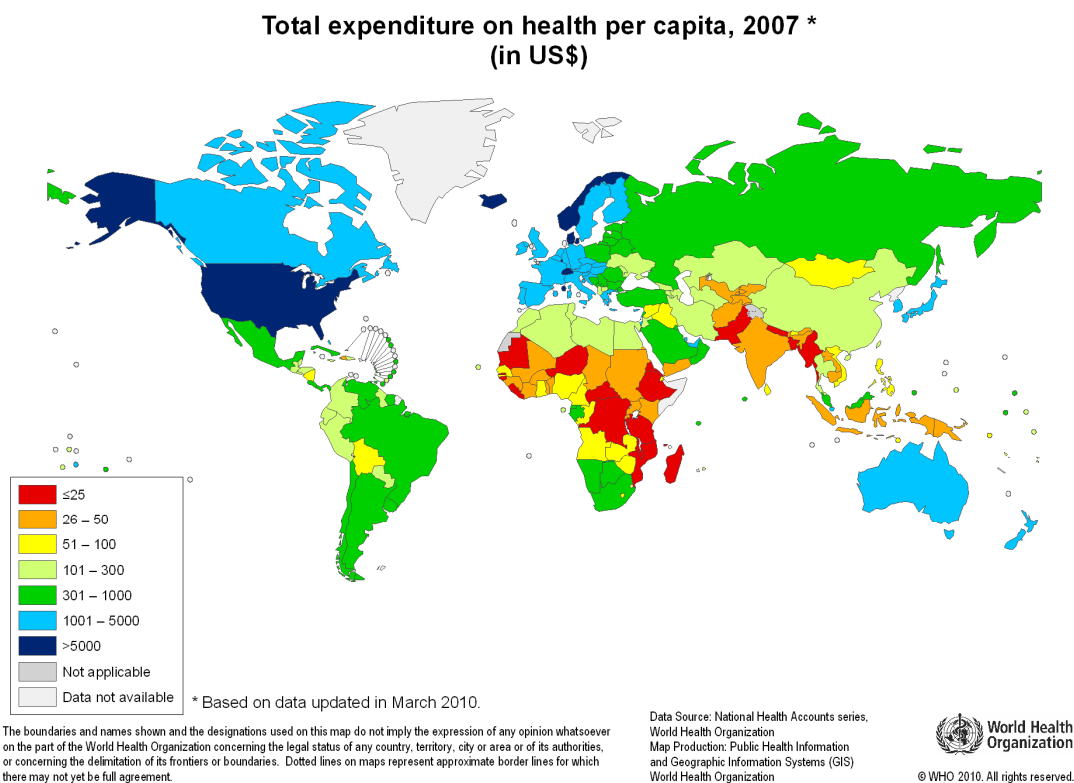 Total expenditure on health per capita, 2007 *
(in US$)
≤25
26 – 50
51 – 100
101 – 300
301 – 1000
1001 – 5000
>5000
Not applicable
Data not available
* Based on data updated in March 2010.
The boundaries and names shown and the designations used on this map do not imply the expression of any opinion whatsoever
on the part of the World Health Organization concerning the legal status of any country, territory, city or area or of its authorities,
or concerning the delimitation of its frontiers or boundaries. Dotted lines on maps represent approximate border lines for which
there may not yet be full agreement.
Data Source: National Health Accounts series,
World Health Organization
Map Production: Public Health Information
and Geographic Information Systems (GIS)
World Health Organization
World Health
Organization
© WHO 2010. All rights reserved.